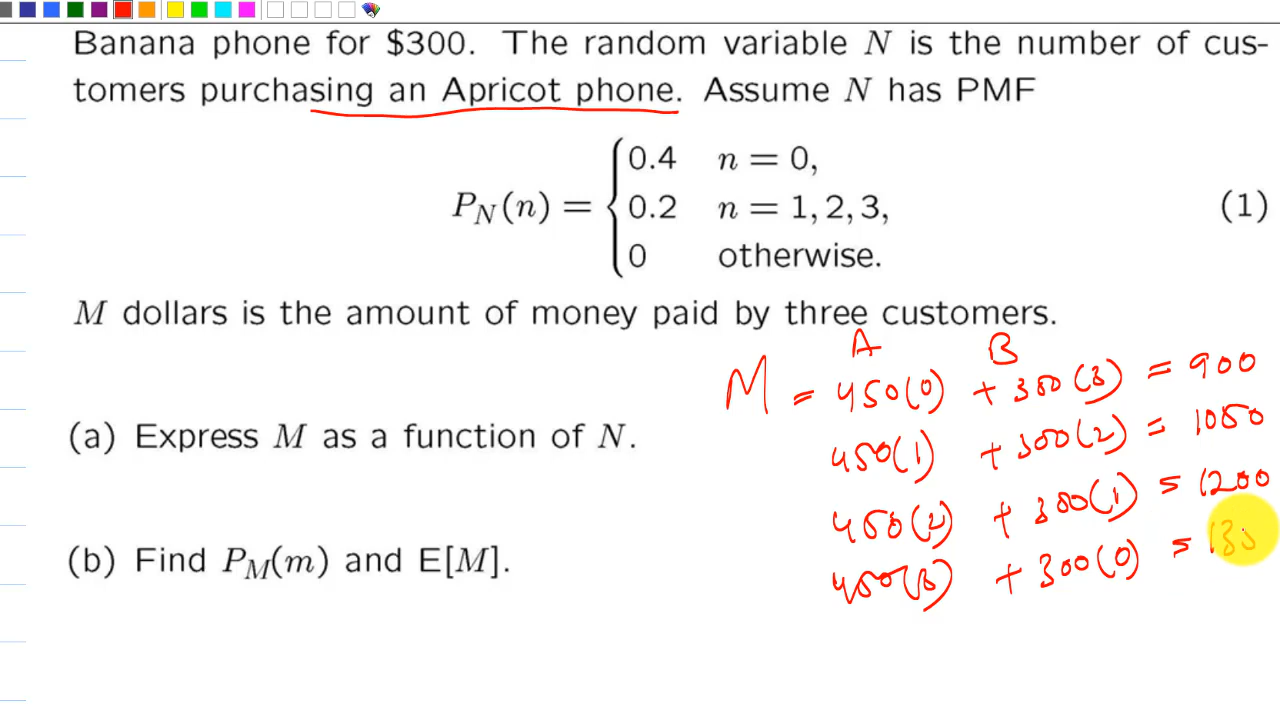 Banana phone for $300. The random variable N is the number of cus-
tomers purchasing an Apricot phone. Assume N has PMF
P_N(n) = { 0.4 n = 0,
0.2 n = 1, 2, 3,
0 otherwise.
(1)
M dollars is the amount of money paid by three customers.
A B
M = 450(0) + 300(3) = 900
450(1) + 300(2) = 1050
450(2) + 300(1) = 1200
450(3) + 300(0) = 135
(a) Express M as a function of N.
(b) Find P_M(m) and E[M].